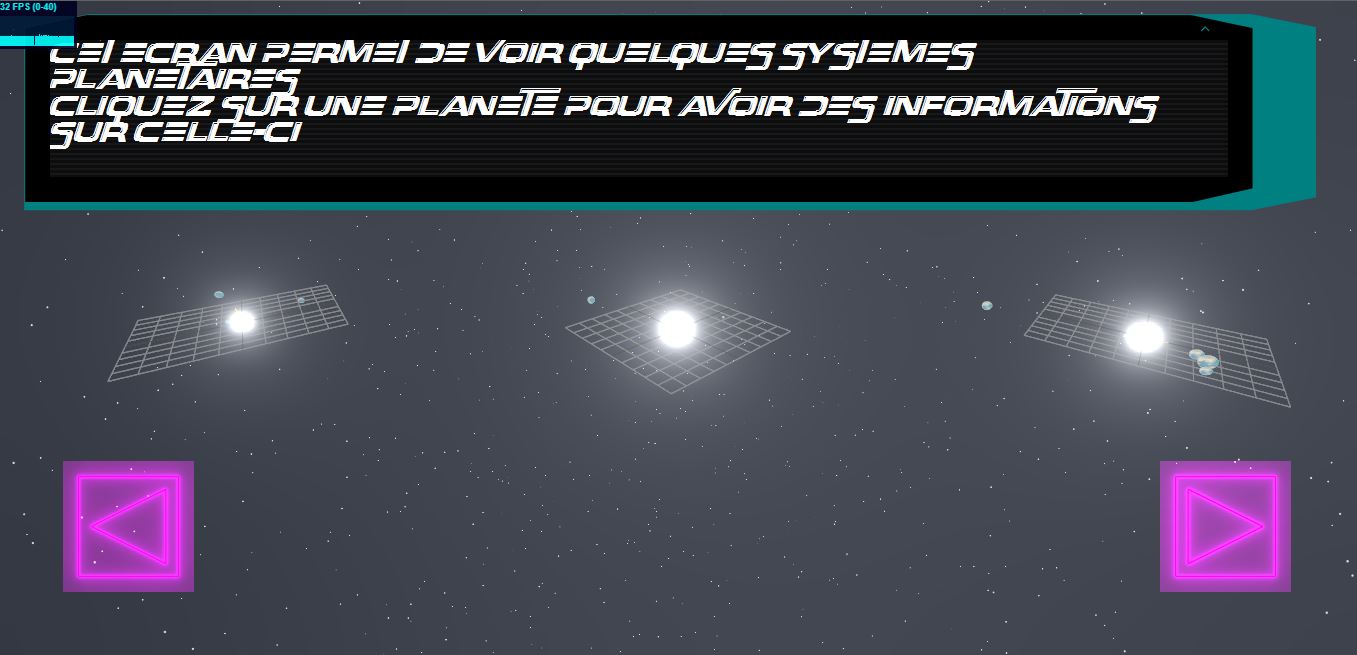 32 FPS (0-40)
CET ECRAN PERMET DE VOIR QUELQUES SYSTEMES
PLANETAIRES
CLIQUEZ SUR UNE PLANETE POUR AVOIR DES INFORMATIONS
SUR CELLE-CI